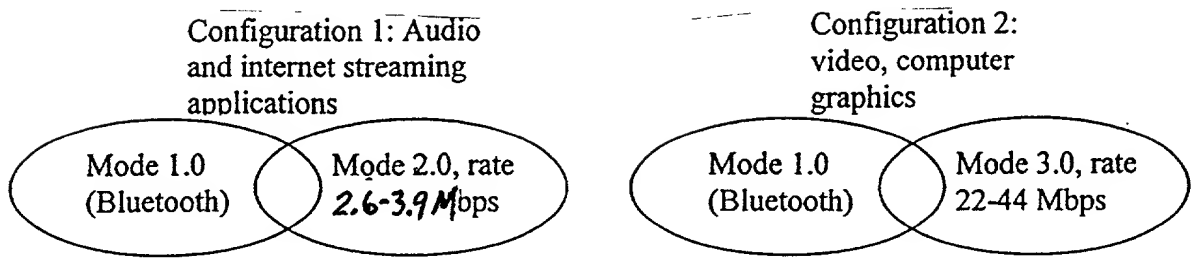 Configuration 1: Audio
and internet streaming
applications
Mode 1.0
(Bluetooth)
Mode 2.0, rate
2.6-3.9 Mbps
Configuration 2:
video, computer
graphics
Mode 1.0
(Bluetooth)
Mode 3.0, rate
22-44 Mbps